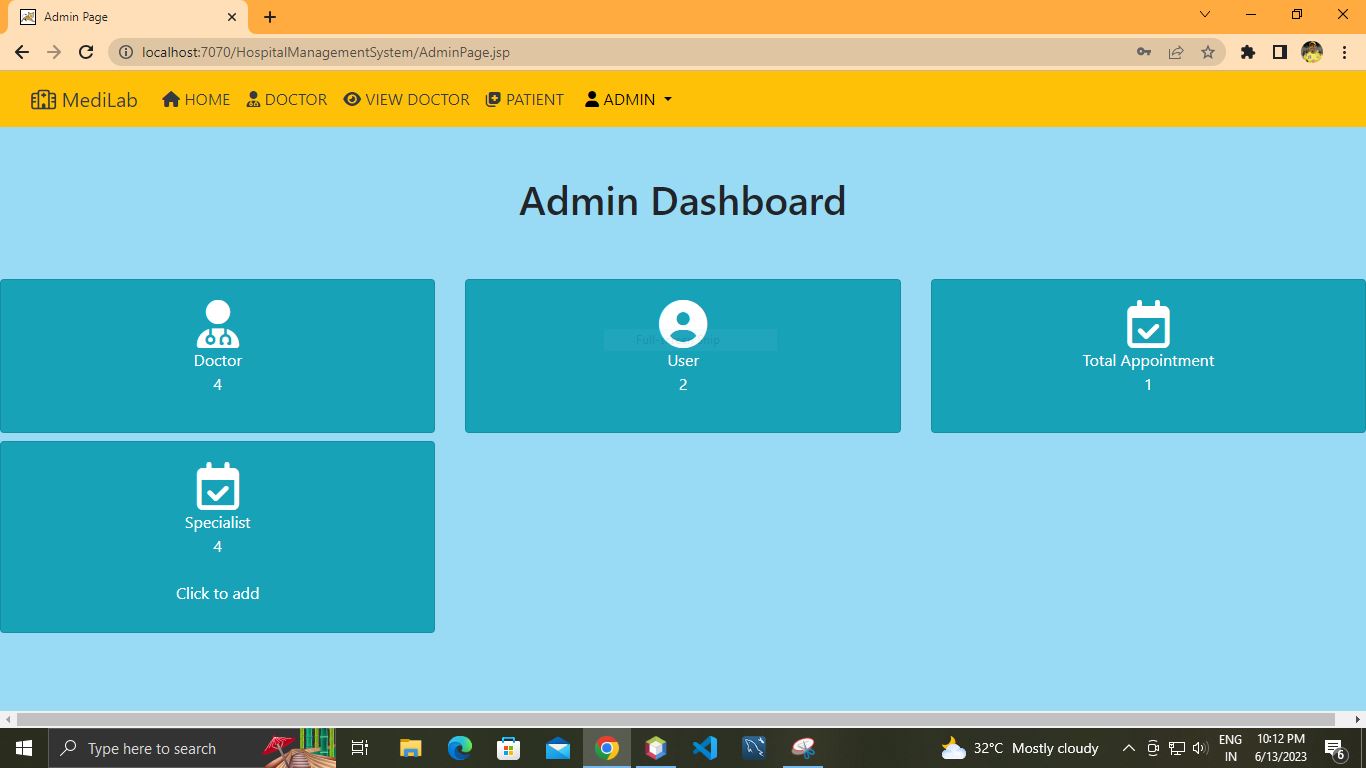 Admin Page
localhost:7070/HospitalManagementSystem/AdminPage.jsp
MediLab HOME DOCTOR VIEW DOCTOR PATIENT ADMIN
Admin Dashboard
Doctor
4
User
2
Total Appointment
1
Specialist
4
Click to add
Type here to search
32°C Mostly cloudy
ENG
IN
10:12 PM
6/13/2023
6